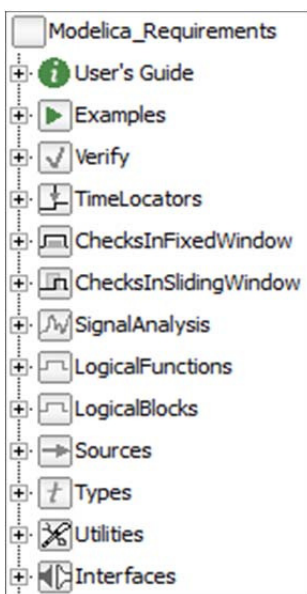 Modelica_Requirements
User's Guide
Examples
Verify
TimeLocators
ChecksInFixedWindow
ChecksInSlidingWindow
SignalAnalysis
LogicalFunctions
LogicalBlocks
Sources
Types
Utilities
Interfaces